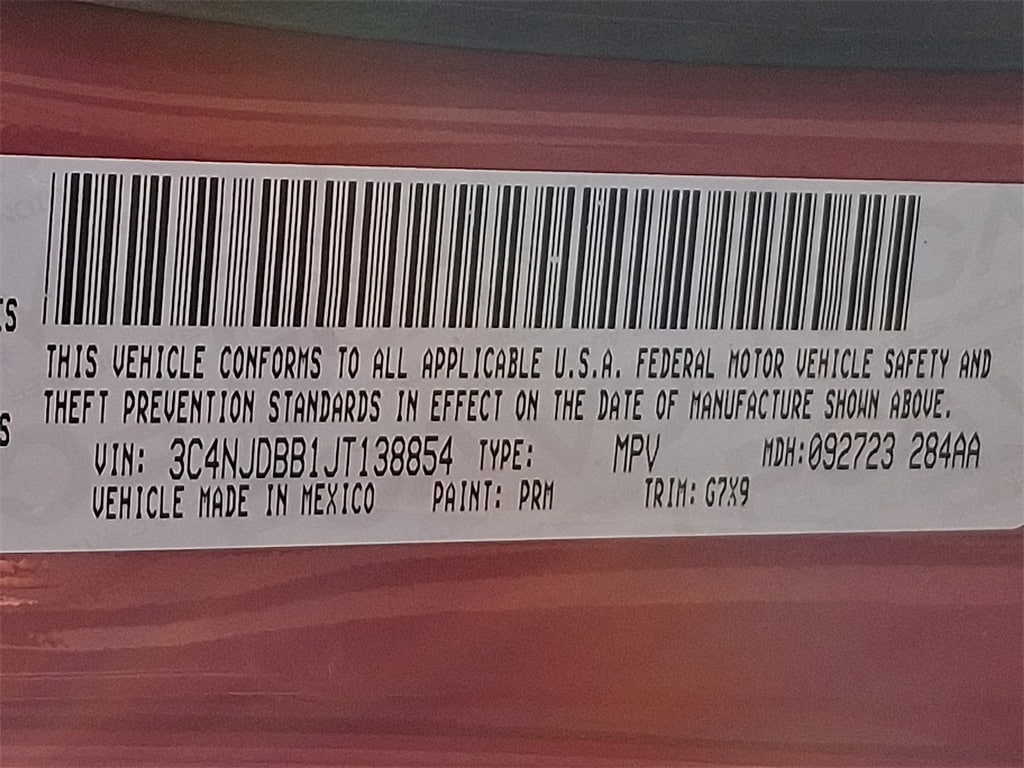 THIS VEHICLE CONFORMS TO ALL APPLICABLE U.S.A. FEDERAL MOTOR VEHICLE SAFETY AND
THEFT PREVENTION STANDARDS IN EFFECT ON THE DATE OF MANUFACTURE SHOWN ABOVE.
VIN: 3C4NJDBB1JT138854 TYPE: MPV MDH:092723 284AA
VEHICLE MADE IN MEXICO PAINT: PRM TRIM: G7X9